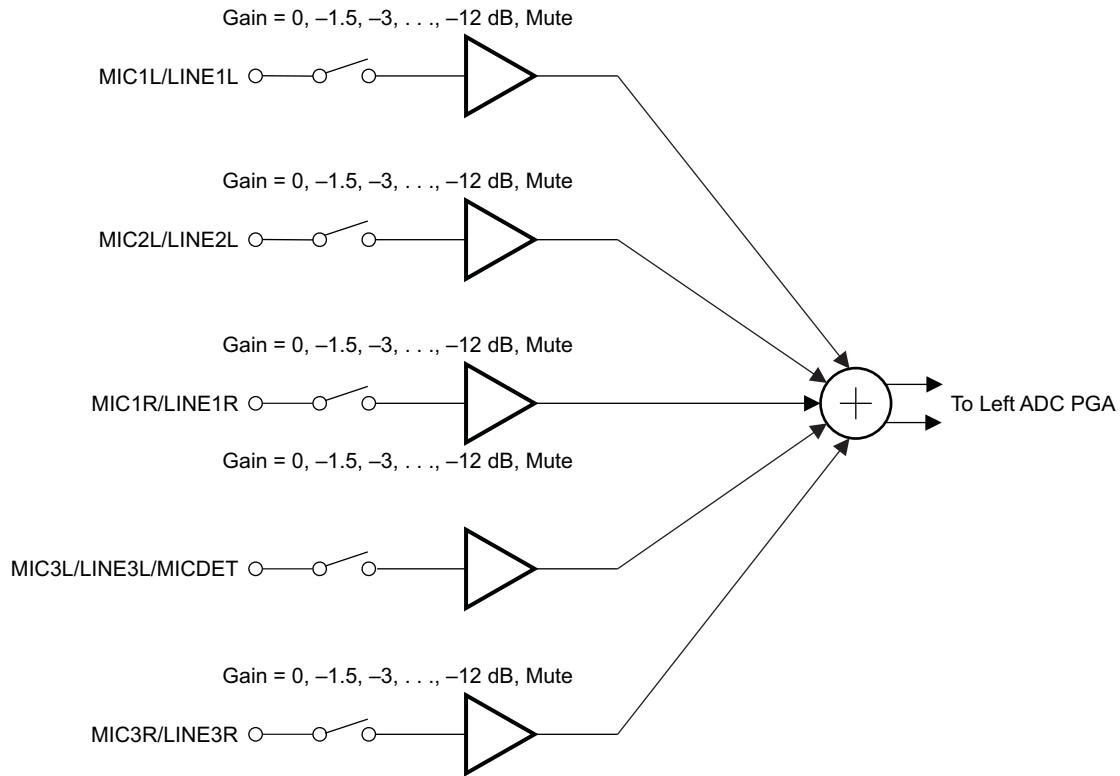 Gain = 0, –1.5, –3, . . ., –12 dB, Mute
MIC1L/LINE1L
Gain = 0, –1.5, –3, . . ., –12 dB, Mute
MIC2L/LINE2L
Gain = 0, –1.5, –3, . . ., –12 dB, Mute
MIC1R/LINE1R
+
To Left ADC PGA
Gain = 0, –1.5, –3, . . ., –12 dB, Mute
MIC3L/LINE3L/MICDET
Gain = 0, –1.5, –3, . . ., –12 dB, Mute
MIC3R/LINE3R